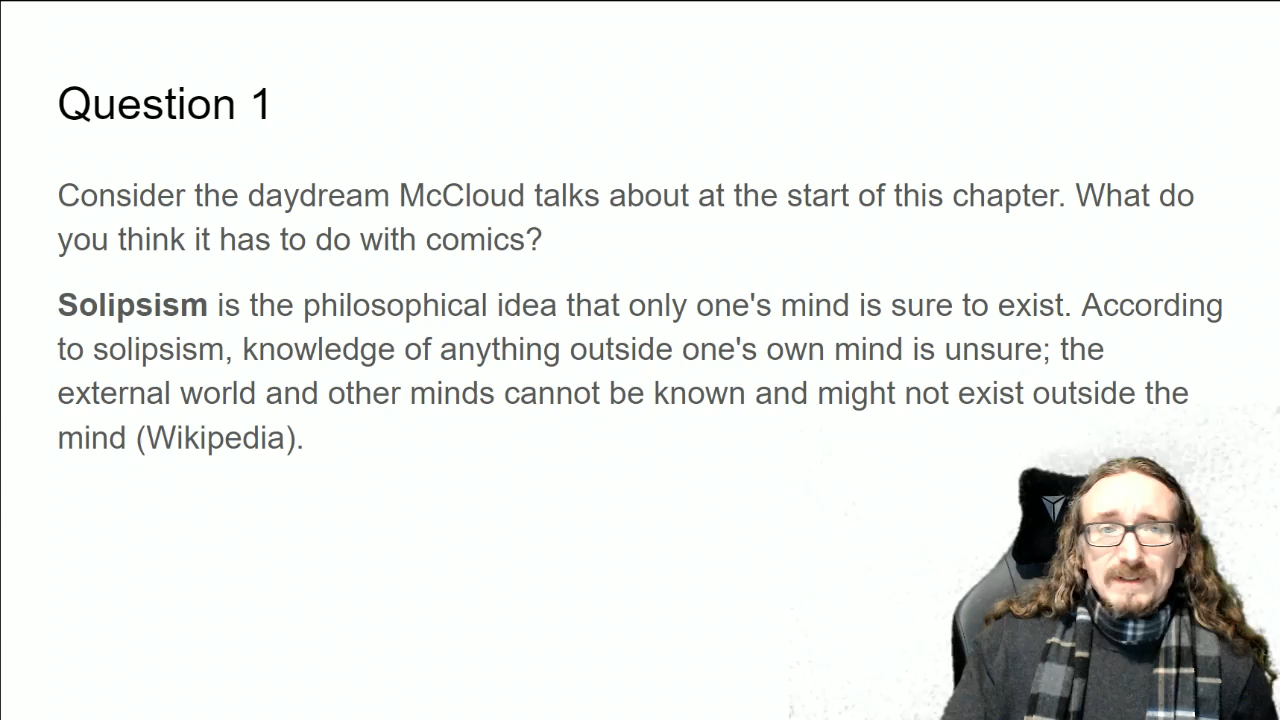 Question 1
Consider the daydream McCloud talks about at the start of this chapter. What do
you think it has to do with comics?
Solipsism is the philosophical idea that only one's mind is sure to exist. According
to solipsism, knowledge of anything outside one's own mind is unsure; the
external world and other minds cannot be known and might not exist outside the
mind (Wikipedia).